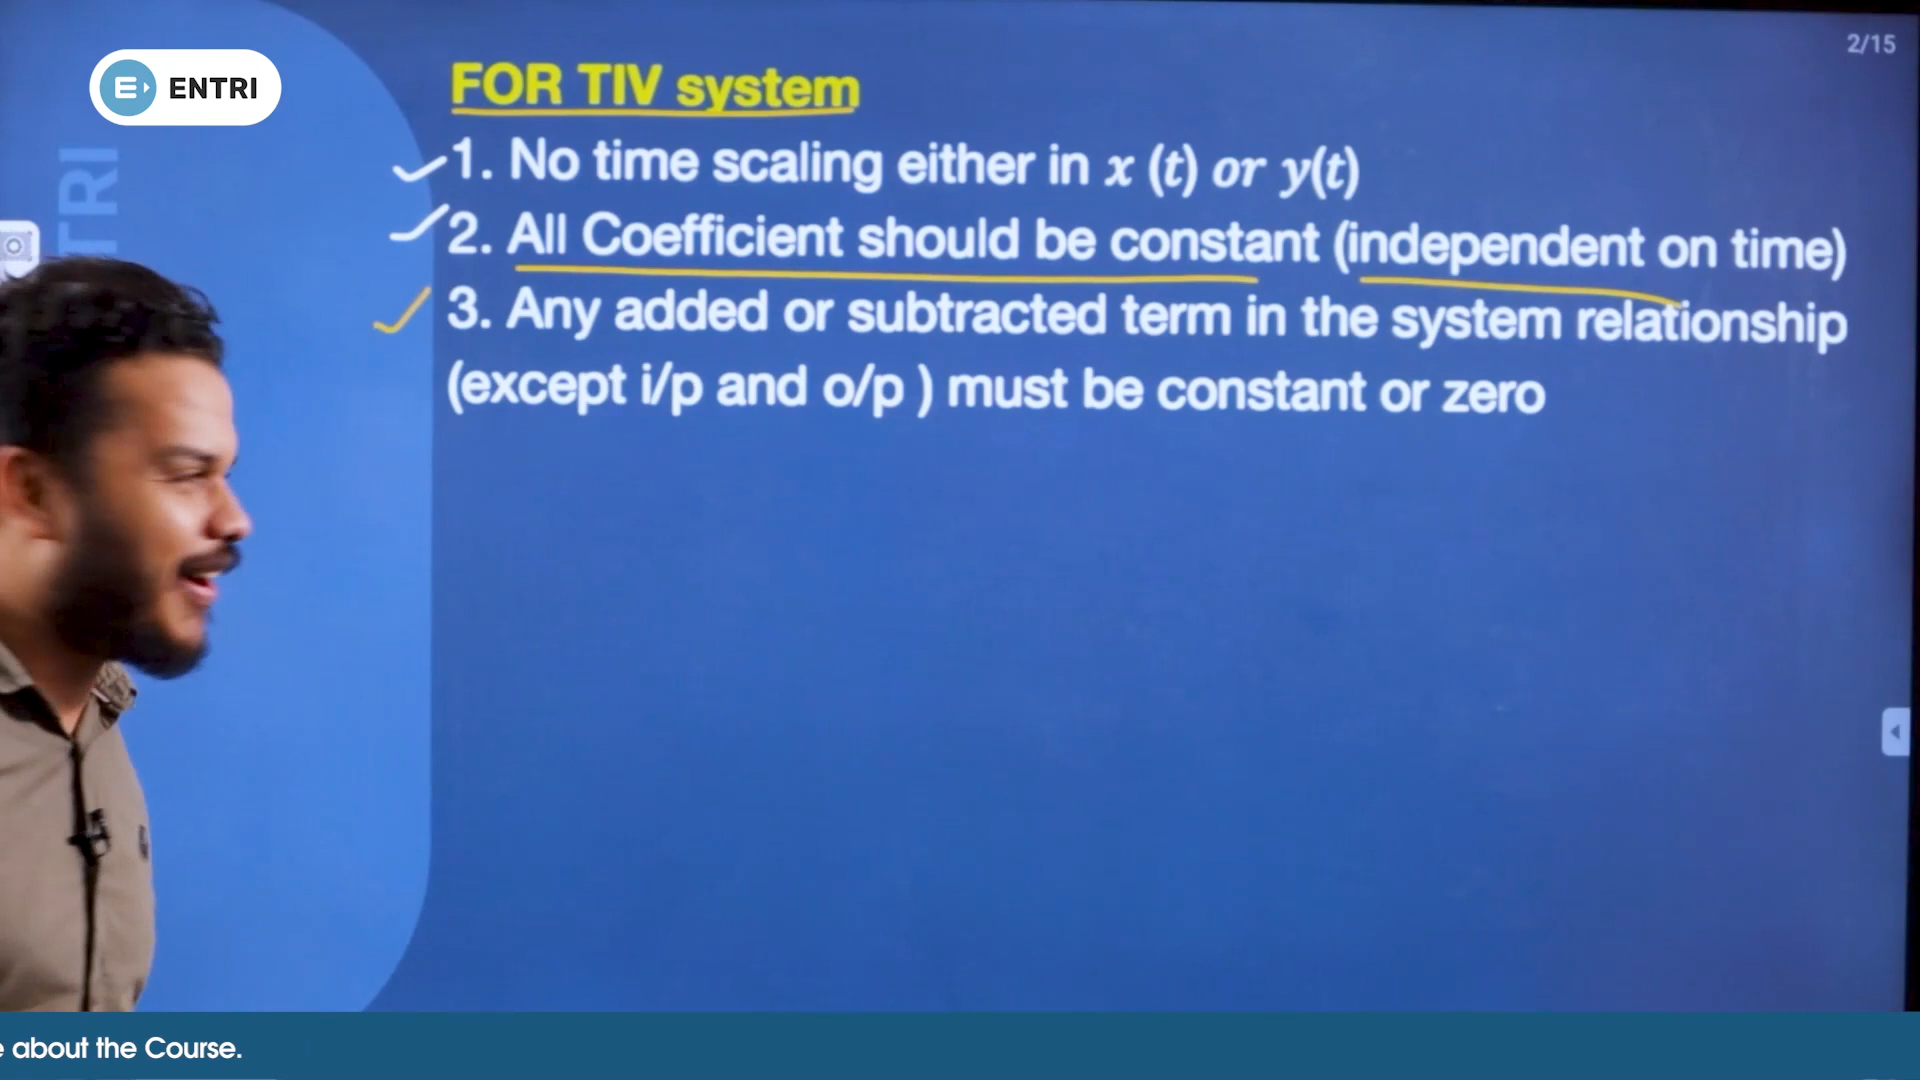 2/15
ENTRI
TRI
FOR TIV system
1. No time scaling either in x (t) or y(t)
2. All Coefficient should be constant (independent on time)
3. Any added or subtracted term in the system relationship
(except i/p and o/p ) must be constant or zero
about the Course.